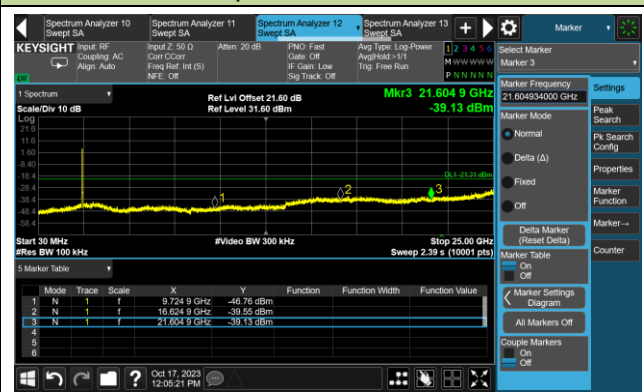 Spectrum Analyzer 10 Swept SA
Spectrum Analyzer 11 Swept SA
Spectrum Analyzer 12 Swept SA
Spectrum Analyzer 13 Swept SA
Marker
KEYSIGHT Input: RF Input Z: 50 Ω Atten: 20 dB PNO: Fast Avg Type: Log-Power 1 2 3 4 5 6
Coupling: AC Corr CCorr Gate: Off Avg|Hold:>1/1 M W W W W W
Align: Auto Freq Ref: Int (S) IF Gain: Low Trig: Free Run
NFE: Off Sig Track: Off P N N N N N
Select Marker
Marker 3
1 Spectrum
Scale/Div 10 dB
Ref Lvl Offset 21.60 dB
Ref Level 31.60 dBm
Mkr3 21.604 9 GHz
-39.13 dBm
Log
21.6
11.6
1.60
-8.40
-18.4
-28.4
-38.4
-48.4
-58.4
DL1 -21.31 dBm
1
2
3
Start 30 MHz
#Video BW 300 kHz
Stop 25.00 GHz
#Res BW 100 kHz
Sweep 2.39 s (10001 pts)
5 Marker Table
Mode Trace Scale X Y Function Function Width Function Value
1 N 1 f 9.724 9 GHz -46.76 dBm
2 N 1 f 16.624 9 GHz -39.55 dBm
3 N 1 f 21.604 9 GHz -39.13 dBm
4
5
6
Marker Frequency
21.604934000 GHz
Marker Mode
Normal
Delta (Δ)
Fixed
Off
Delta Marker
(Reset Delta)
Marker Table
On
Off
Marker Settings
Diagram
All Markers Off
Couple Markers
On
Off
Settings
Peak
Search
Pk Search
Config
Properties
Marker
Function
Marker→
Counter
?
Oct 17, 2023
12:05:21 PM